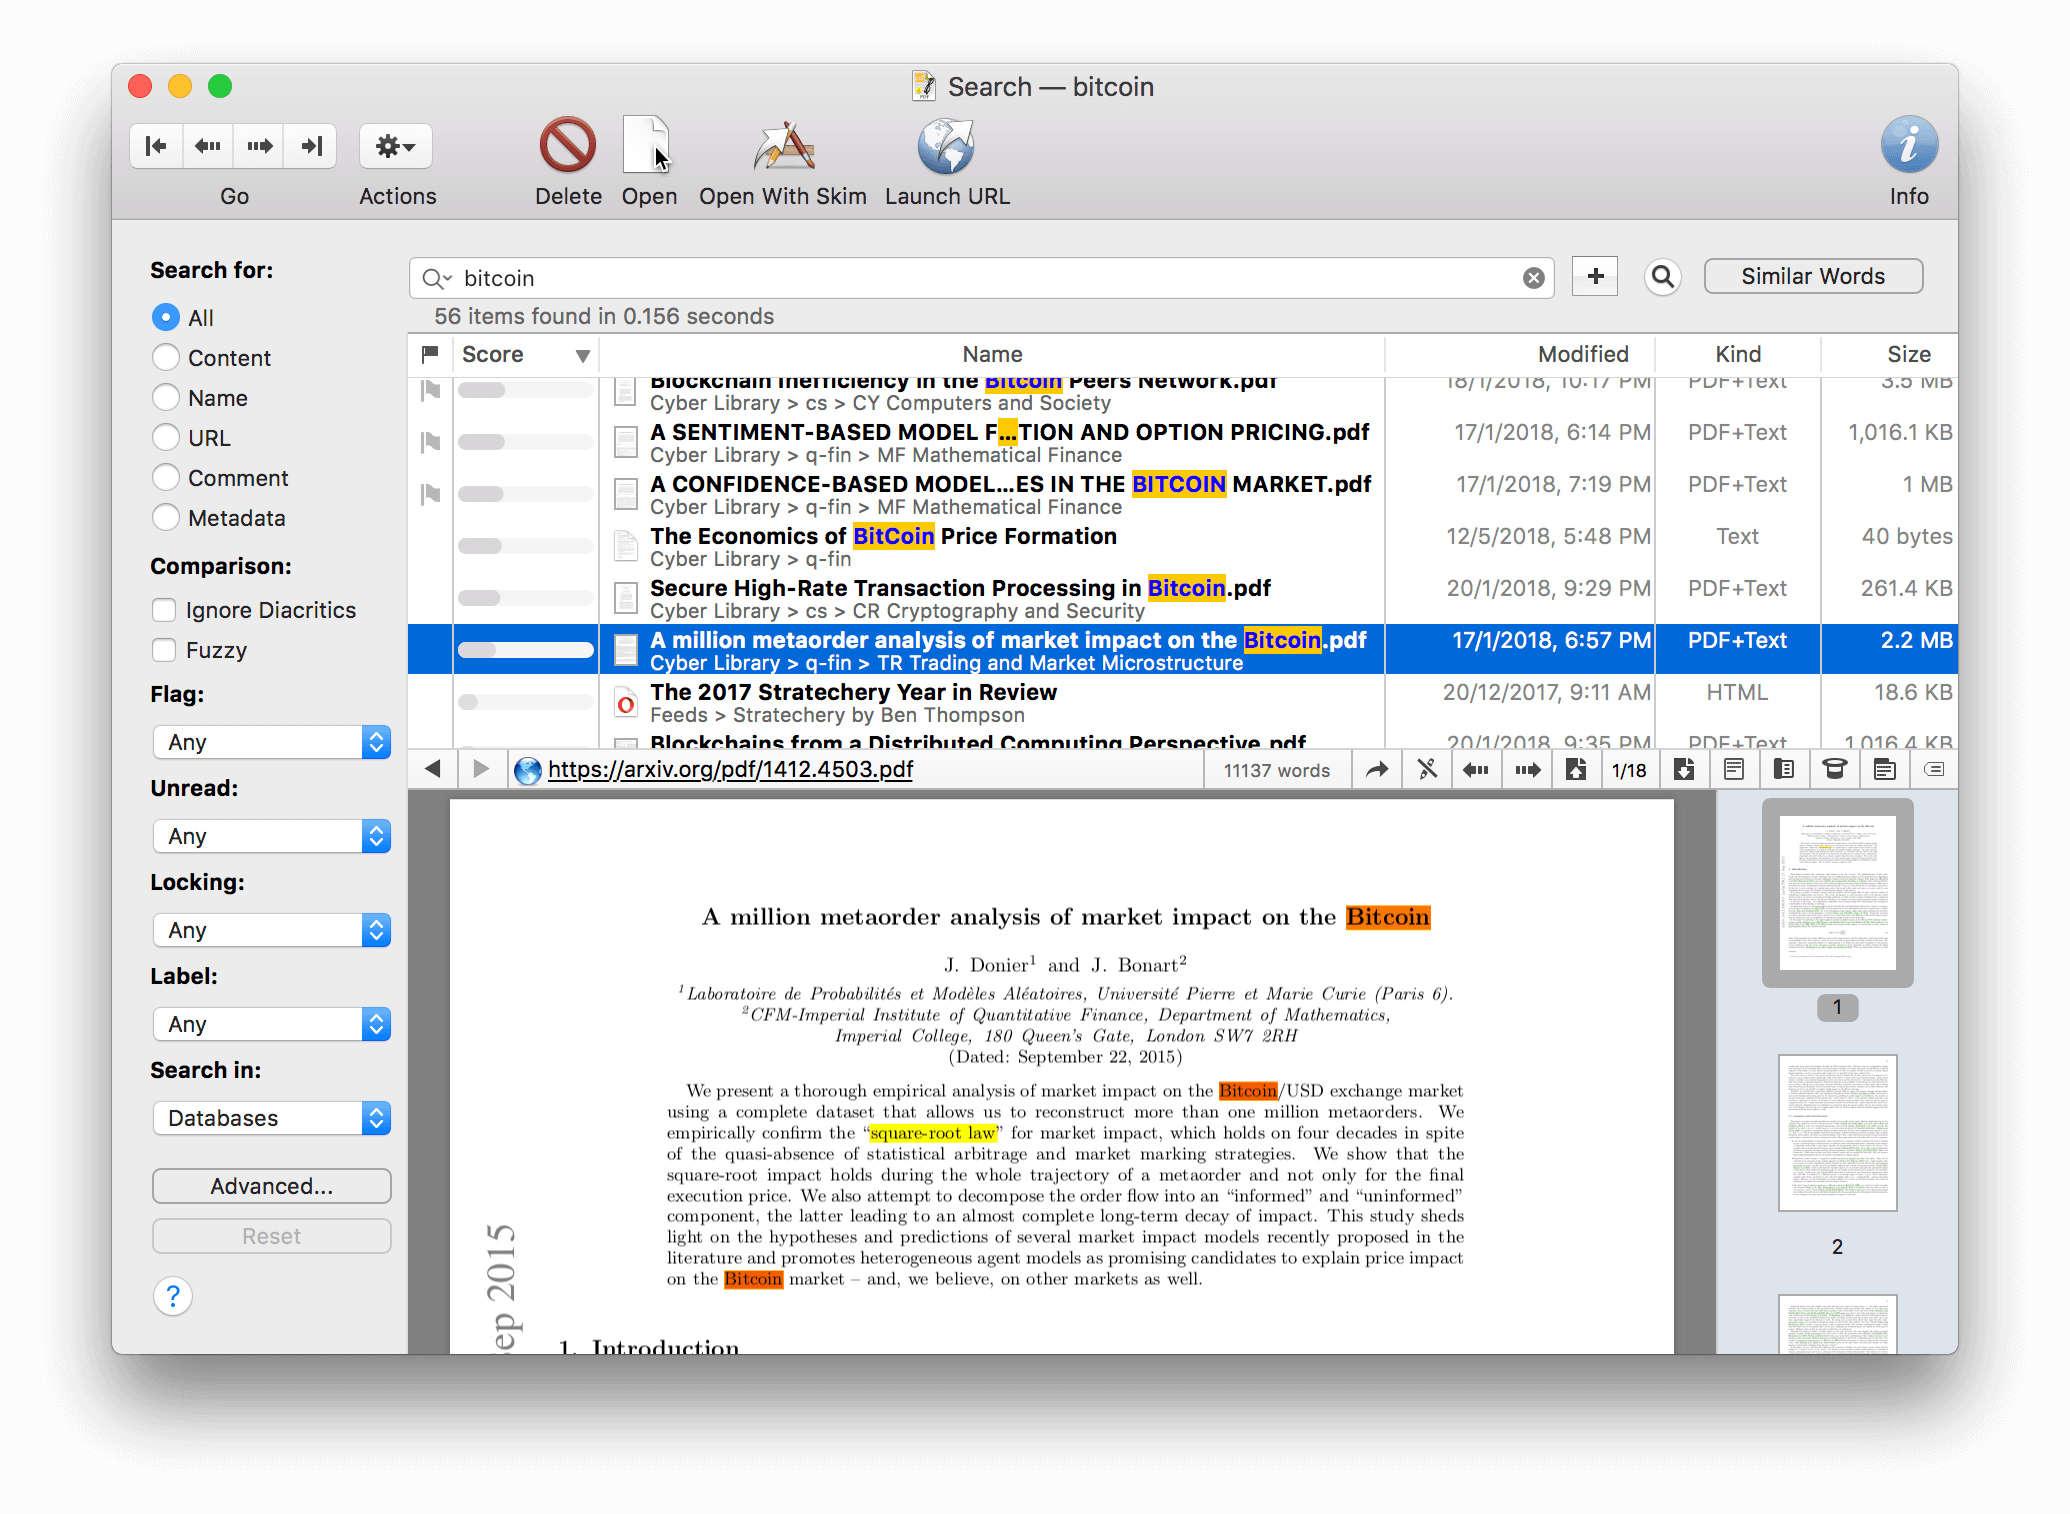 Search — bitcoin
Go
Actions
Delete
Open
Open With Skim
Launch URL
Info
Search for:
All
Content
Name
URL
Comment
Metadata
Comparison:
Ignore Diacritics
Fuzzy
Flag:
Any
Unread:
Any
Locking:
Any
Label:
Any
Search in:
Databases
Advanced...
Reset
?
bitcoin
+
Similar Words
56 items found in 0.156 seconds
Score Name Modified Kind Size
Blockchain Inefficiency in the Bitcoin Peers Network.pdf 18/1/2018, 10:17 PM PDF+Text 3.5 MB
Cyber Library > cs > CY Computers and Society
A SENTIMENT-BASED MODEL F…TION AND OPTION PRICING.pdf 17/1/2018, 6:14 PM PDF+Text 1,016.1 KB
Cyber Library > q-fin > MF Mathematical Finance
A CONFIDENCE-BASED MODEL…ES IN THE BITCOIN MARKET.pdf 17/1/2018, 7:19 PM PDF+Text 1 MB
Cyber Library > q-fin > MF Mathematical Finance
The Economics of BitCoin Price Formation 12/5/2018, 5:48 PM Text 40 bytes
Cyber Library > q-fin
Secure High-Rate Transaction Processing in Bitcoin.pdf 20/1/2018, 9:29 PM PDF+Text 261.4 KB
Cyber Library > cs > CR Cryptography and Security
A million metaorder analysis of market impact on the Bitcoin.pdf 17/1/2018, 6:57 PM PDF+Text 2.2 MB
Cyber Library > q-fin > TR Trading and Market Microstructure
The 2017 Stratechery Year in Review 20/12/2017, 9:11 AM HTML 18.6 KB
Feeds > Stratechery by Ben Thompson
Blockchains from a Distributed Computing Perspective.pdf 20/1/2018, 9:35 PM PDF+Text 1,016.4 KB
https://arxiv.org/pdf/1412.4503.pdf 11137 words 1/18
A million metaorder analysis of market impact on the Bitcoin
J. Donier¹ and J. Bonart²
¹Laboratoire de Probabilités et Modèles Aléatoires, Université Pierre et Marie Curie (Paris 6).
²CFM-Imperial Institute of Quantitative Finance, Department of Mathematics,
Imperial College, 180 Queen's Gate, London SW7 2RH
(Dated: September 22, 2015)
We present a thorough empirical analysis of market impact on the Bitcoin/USD exchange market
using a complete dataset that allows us to reconstruct more than one million metaorders. We
empirically confirm the “square-root law” for market impact, which holds on four decades in spite
of the quasi-absence of statistical arbitrage and market marking strategies. We show that the
square-root impact holds during the whole trajectory of a metaorder and not only for the final
execution price. We also attempt to decompose the order flow into an “informed” and “uninformed”
component, the latter leading to an almost complete long-term decay of impact. This study sheds
light on the hypotheses and predictions of several market impact models recently proposed in the
literature and promotes heterogeneous agent models as promising candidates to explain price impact
on the Bitcoin market – and, we believe, on other markets as well.
1. Introduction
Sep 2015
1
2